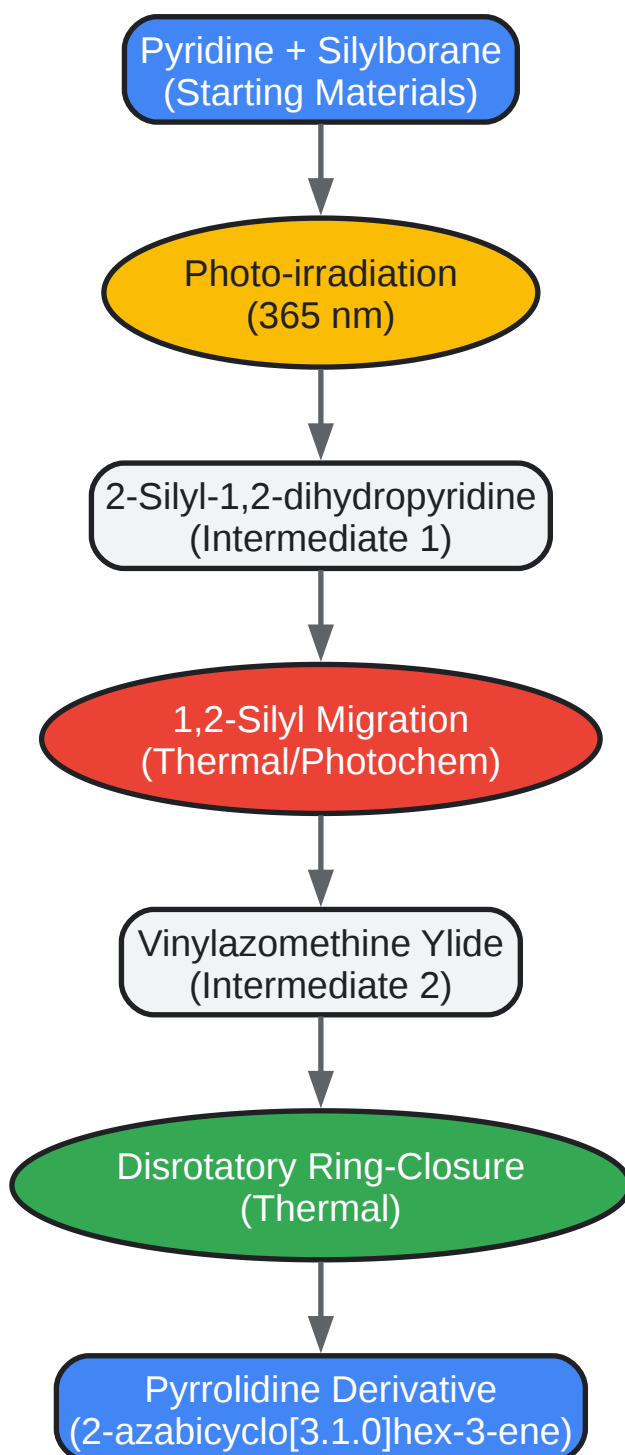 Pyridine + Silylborane
(Starting Materials)
Photo-irradiation
(365 nm)
2-Silyl-1,2-dihydropyridine
(Intermediate 1)
1,2-Silyl Migration
(Thermal/Photochem)
Vinylazomethine Ylide
(Intermediate 2)
Disrotatory Ring-Closure
(Thermal)
Pyrrolidine Derivative
(2-azabicyclo[3.1.0]hex-3-ene)